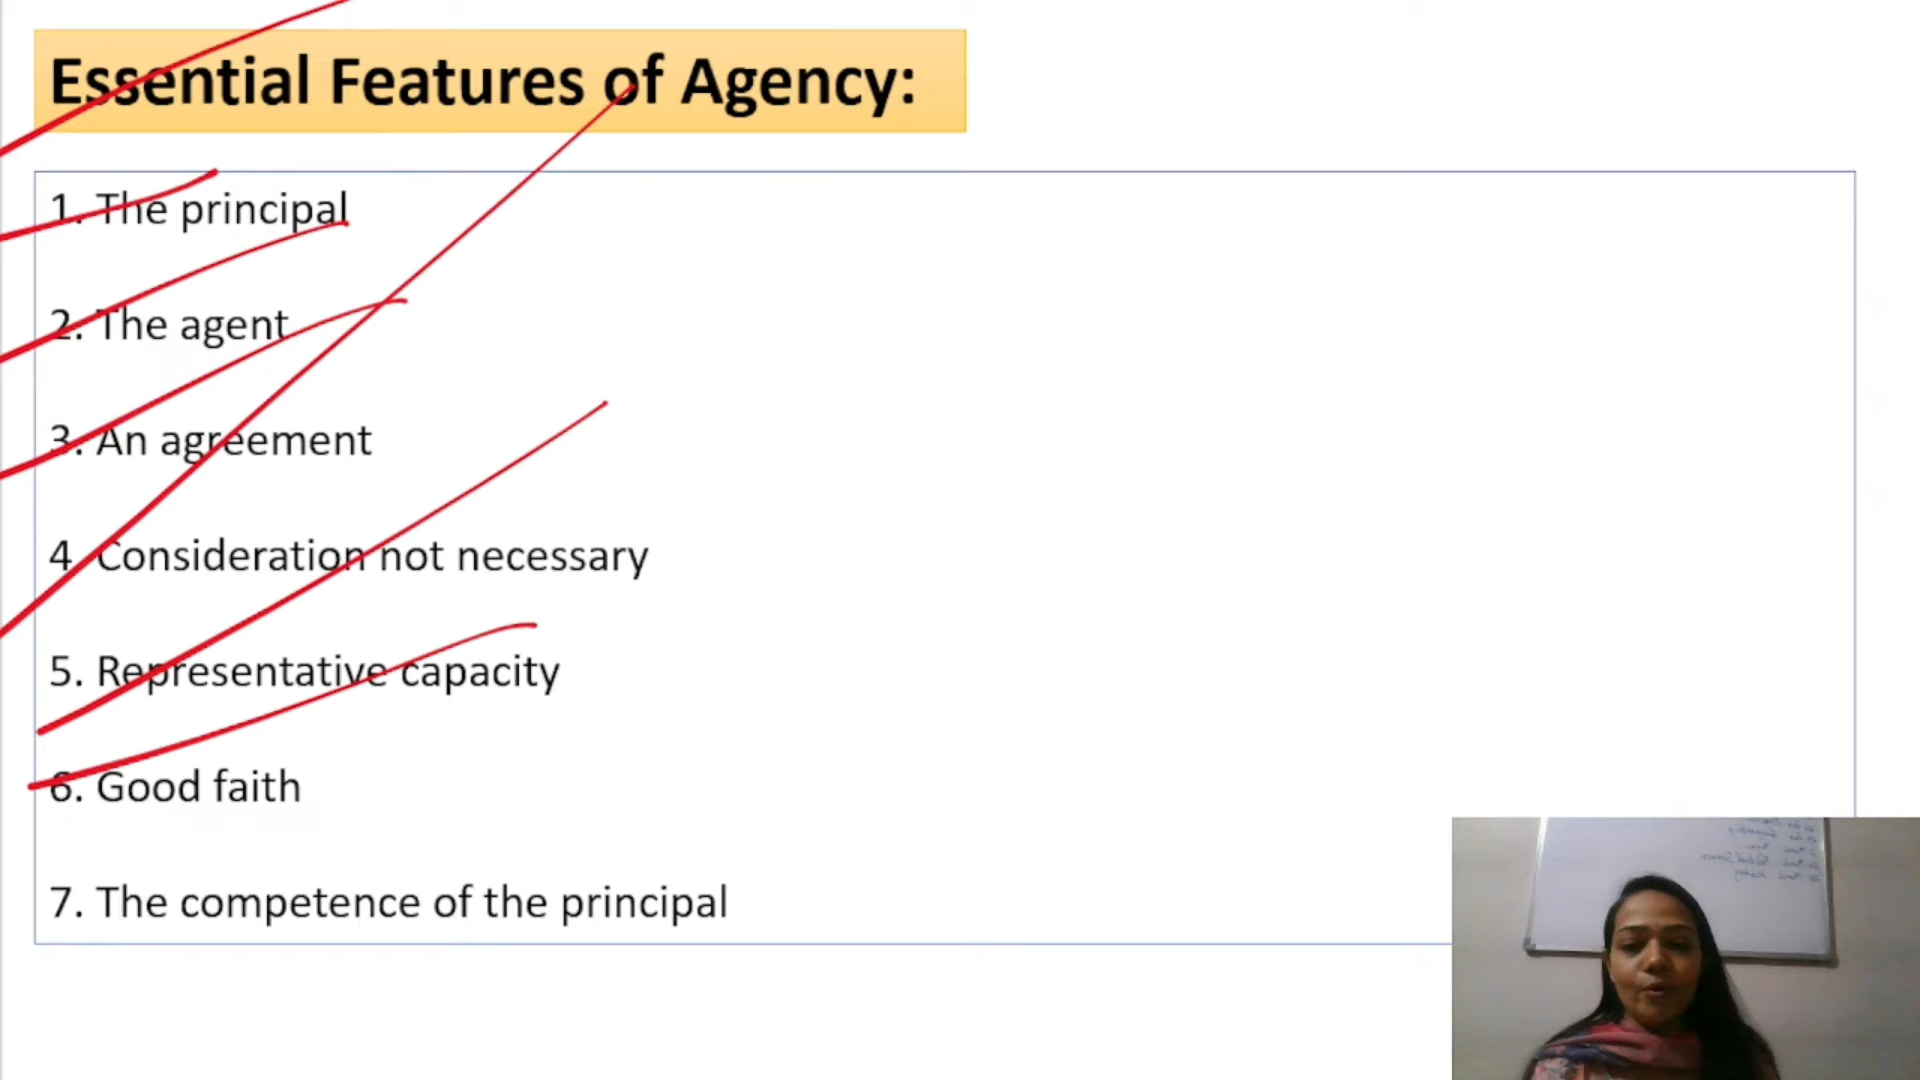 Essential Features of Agency:
1. The principal
2. The agent
3. An agreement
4. Consideration not necessary
5. Representative capacity
6. Good faith
7. The competence of the principal